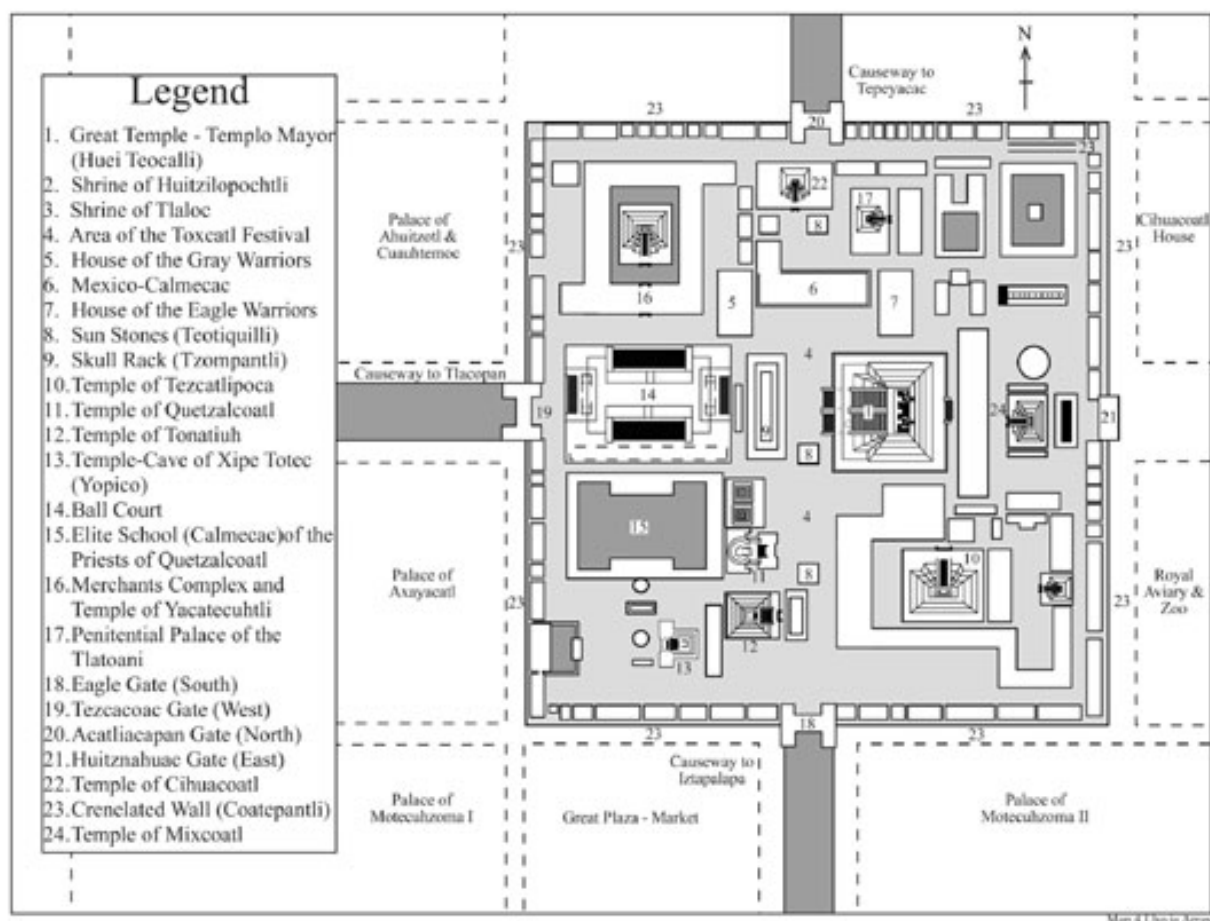 Legend
1. Great Temple - Templo Mayor
(Huei Teocalli)
2. Shrine of Huitzilopochtli
3. Shrine of Tlaloc
4. Area of the Toxcatl Festival
5. House of the Gray Warriors
6. Mexico-Calmecac
7. House of the Eagle Warriors
8. Sun Stones (Teotiquilli)
9. Skull Rack (Tzompantli)
10.Temple of Tezcatlipoca
11.Temple of Quetzalcoatl
12.Temple of Tonatiuh
13.Temple-Cave of Xipe Totec
(Yopico)
14.Ball Court
15.Elite School (Calmecac)of the
Priests of Quetzalcoatl
16.Merchants Complex and
Temple of Yacatecuhtli
17.Penitential Palace of the
Tlatoani
18.Eagle Gate (South)
19.Tezcacoac Gate (West)
20.Acatliacapan Gate (North)
21.Huitznahuac Gate (East)
22.Temple of Cihuacoatl
23.Crenelated Wall (Coatepantli)
24.Temple of Mixcoatl
N
Causeway to
Tepeyacac
23
20
23
23
22
17
8
Palace of
Ahuitzotl &
Cuauhtemoc
23
23
Cihuacoatl
House
16
5
6
7
4
Causeway to Tlacopan
19
14
9
1
24
21
8
15
4
11
8
10
Palace of
Axayacatl
23
23
Royal
Aviary &
Zoo
12
13
18
23
23
Causeway to
Iztapalapa
Palace of
Motecuhzoma I
Great Plaza - Market
Palace of
Motecuhzoma II